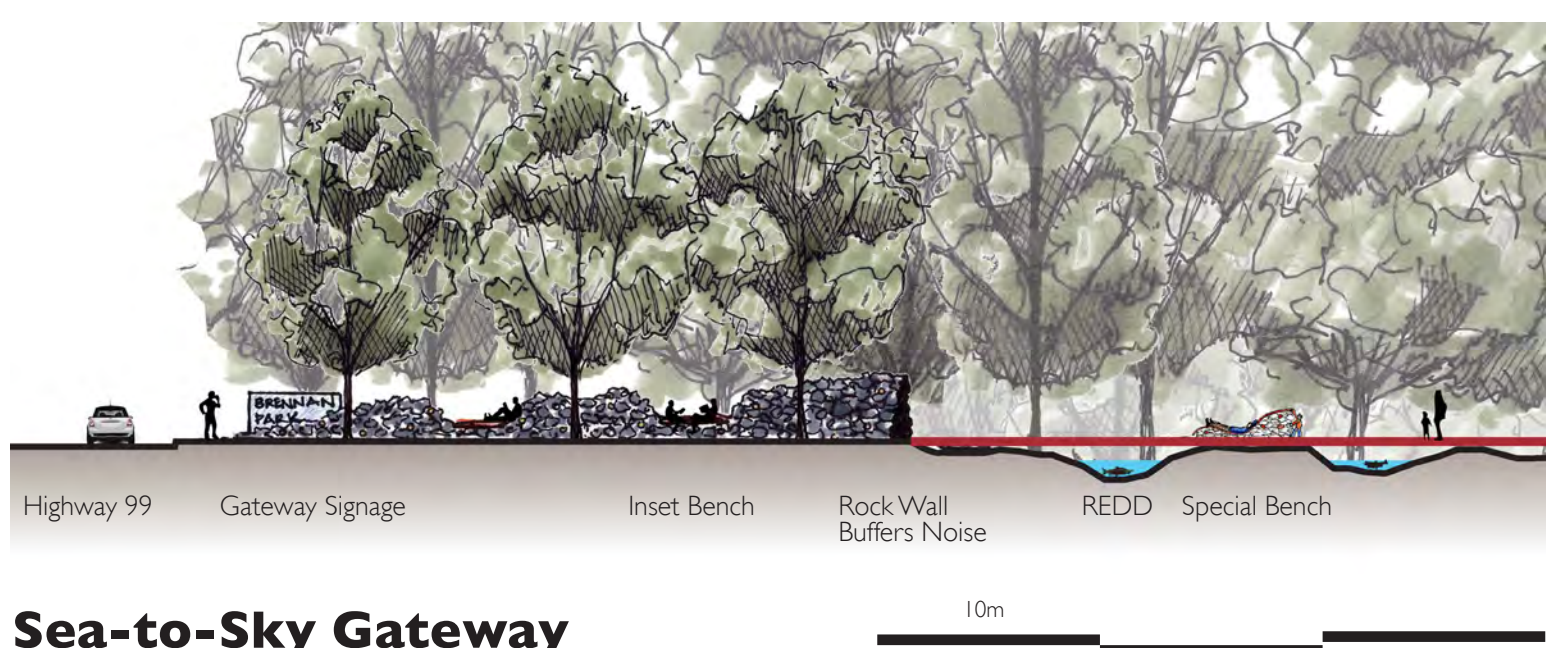 BRENNAN
PARK
Highway 99
Gateway Signage
Inset Bench
Rock Wall
Buffers Noise
REDD
Special Bench
Sea-to-Sky Gateway
10m